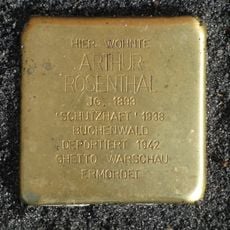 HIER WOHNTE
ARTHUR
ROSENTHAL
JG. 1893
'SCHUTZHAFT' 1938
BUCHENWALD
DEPORTIERT 1942
GHETTO WARSCHAU
ERMORDET